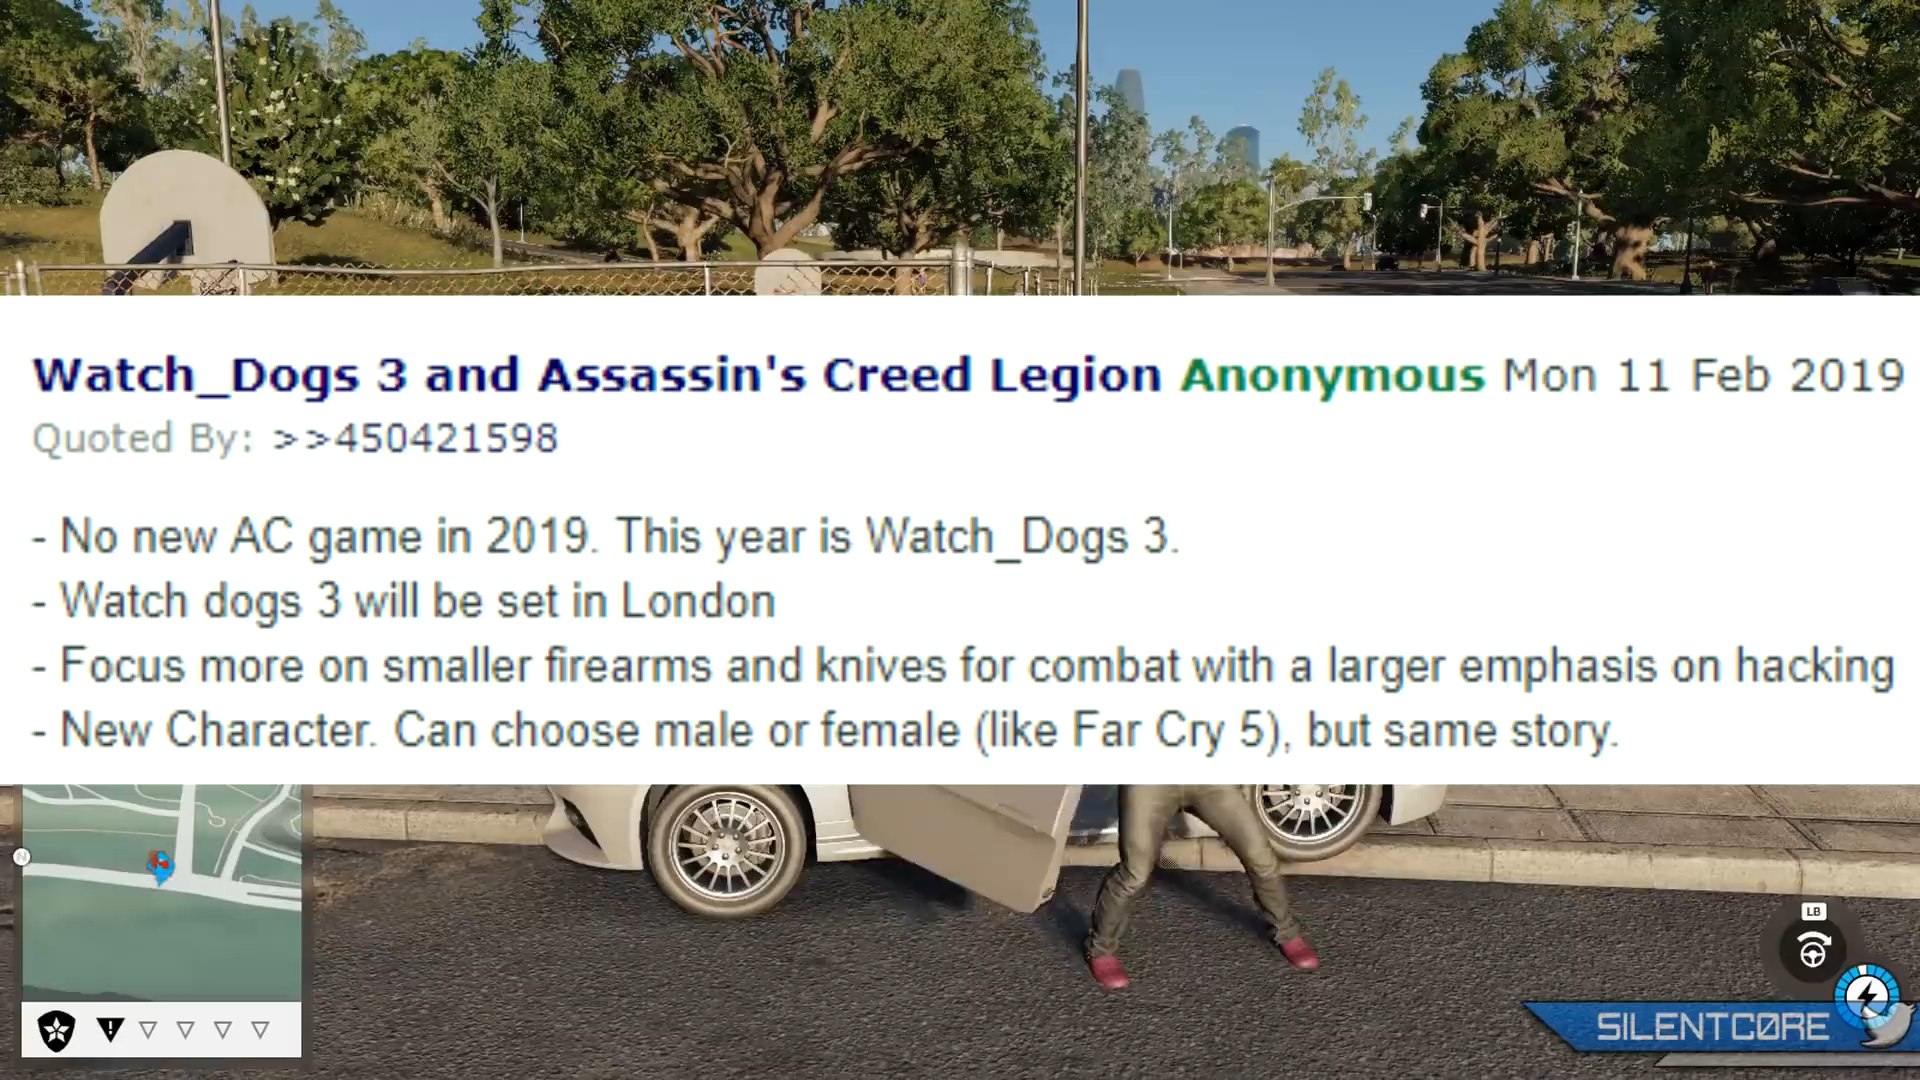 Watch_Dogs 3 and Assassin's Creed Legion Anonymous Mon 11 Feb 2019
Quoted By: >>450421598
- No new AC game in 2019. This year is Watch_Dogs 3.
- Watch dogs 3 will be set in London
- Focus more on smaller firearms and knives for combat with a larger emphasis on hacking
- New Character. Can choose male or female (like Far Cry 5), but same story.
N
LB
SILENTCØRE